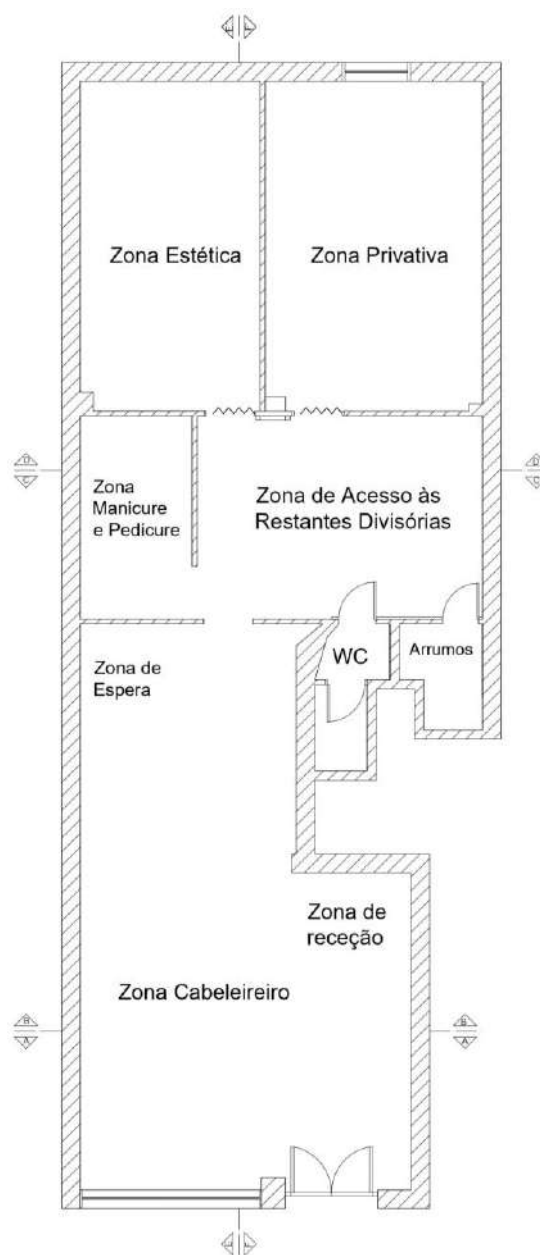 Zona Estética
Zona Privativa
Zona
Manicure
e Pedicure
Zona de Acesso às
Restantes Divisórias
WC
Arrumos
Zona de
Espera
Zona de
receção
Zona Cabeleireiro
B
A
B
A